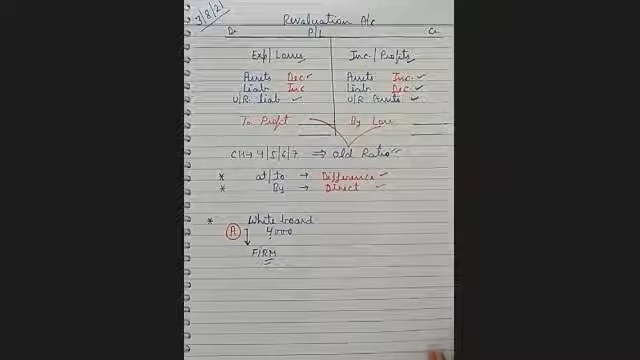 3/8/21
Revaluation A/c
Dr. P/L Cr.
Exp/Losses Inc./Profits
Assets Dec Assets Inc.
Liab Inc Liab Dec
U/R Liab U/R Assets
To Profit By Loss
CH→ 4/5/6/7 ⇒ Old Ratio
* at/to → Difference
* By → Direct
* White board
A 4000
FIRM